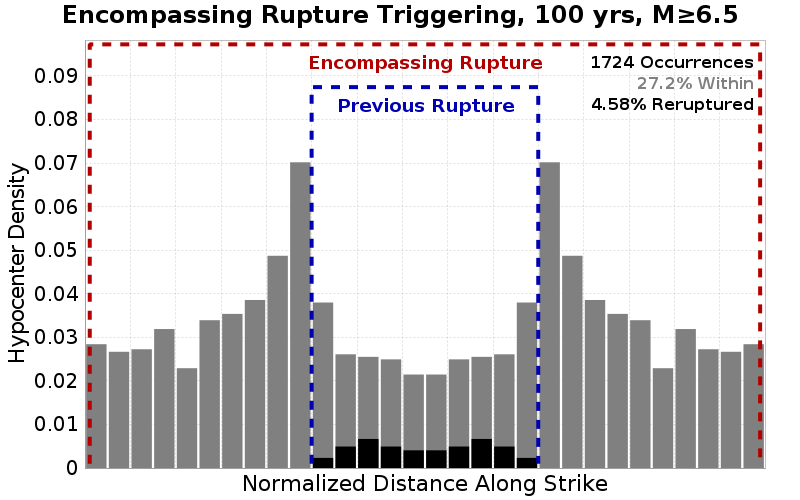 Encompassing Rupture Triggering, 100 yrs, M≥6.5
Encompassing Rupture
Previous Rupture
1724 Occurrences
27.2% Within
4.58% Reruptured
Hypocenter Density
0.09
0.08
0.07
0.06
0.05
0.04
0.03
0.02
0.01
0
Normalized Distance Along Strike